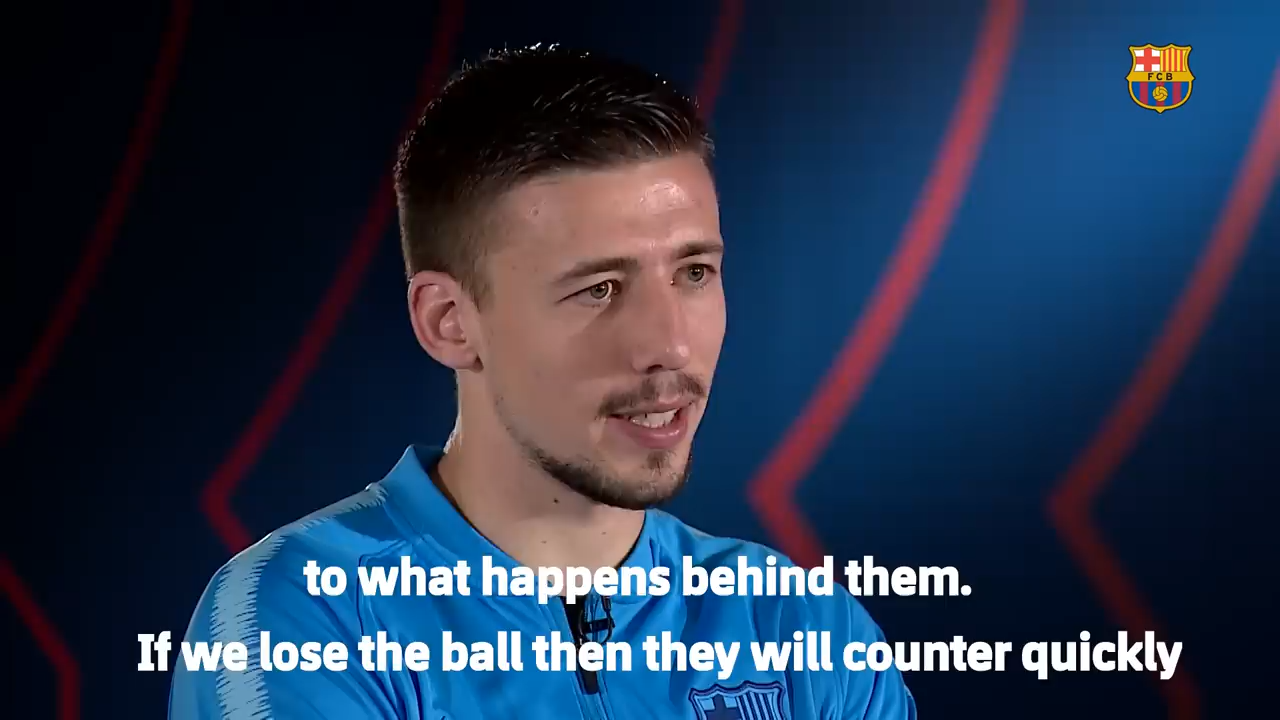 FCB
to what happens behind them.
If we lose the ball then they will counter quickly